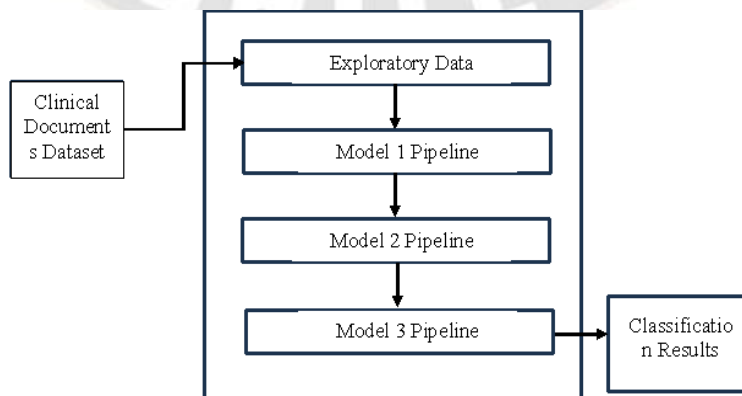 Exploratory Data
Clinical
Document
s Dataset
Model 1 Pipeline
Model 2 Pipeline
Model 3 Pipeline
Classificatio
n Results